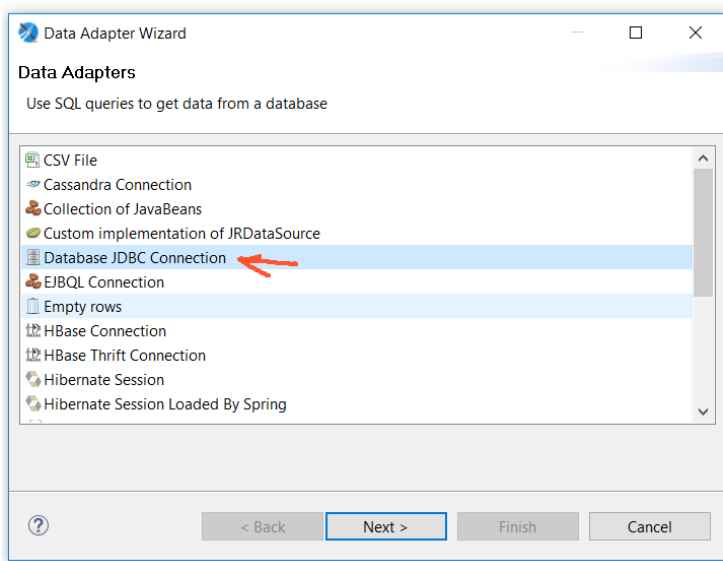 Data Adapter Wizard
Data Adapters
Use SQL queries to get data from a database
CSV File
Cassandra Connection
Collection of JavaBeans
Custom implementation of JRDataSource
Database JDBC Connection
EJBQL Connection
Empty rows
HBase Connection
HBase Thrift Connection
Hibernate Session
Hibernate Session Loaded By Spring
? < Back Next > Finish Cancel